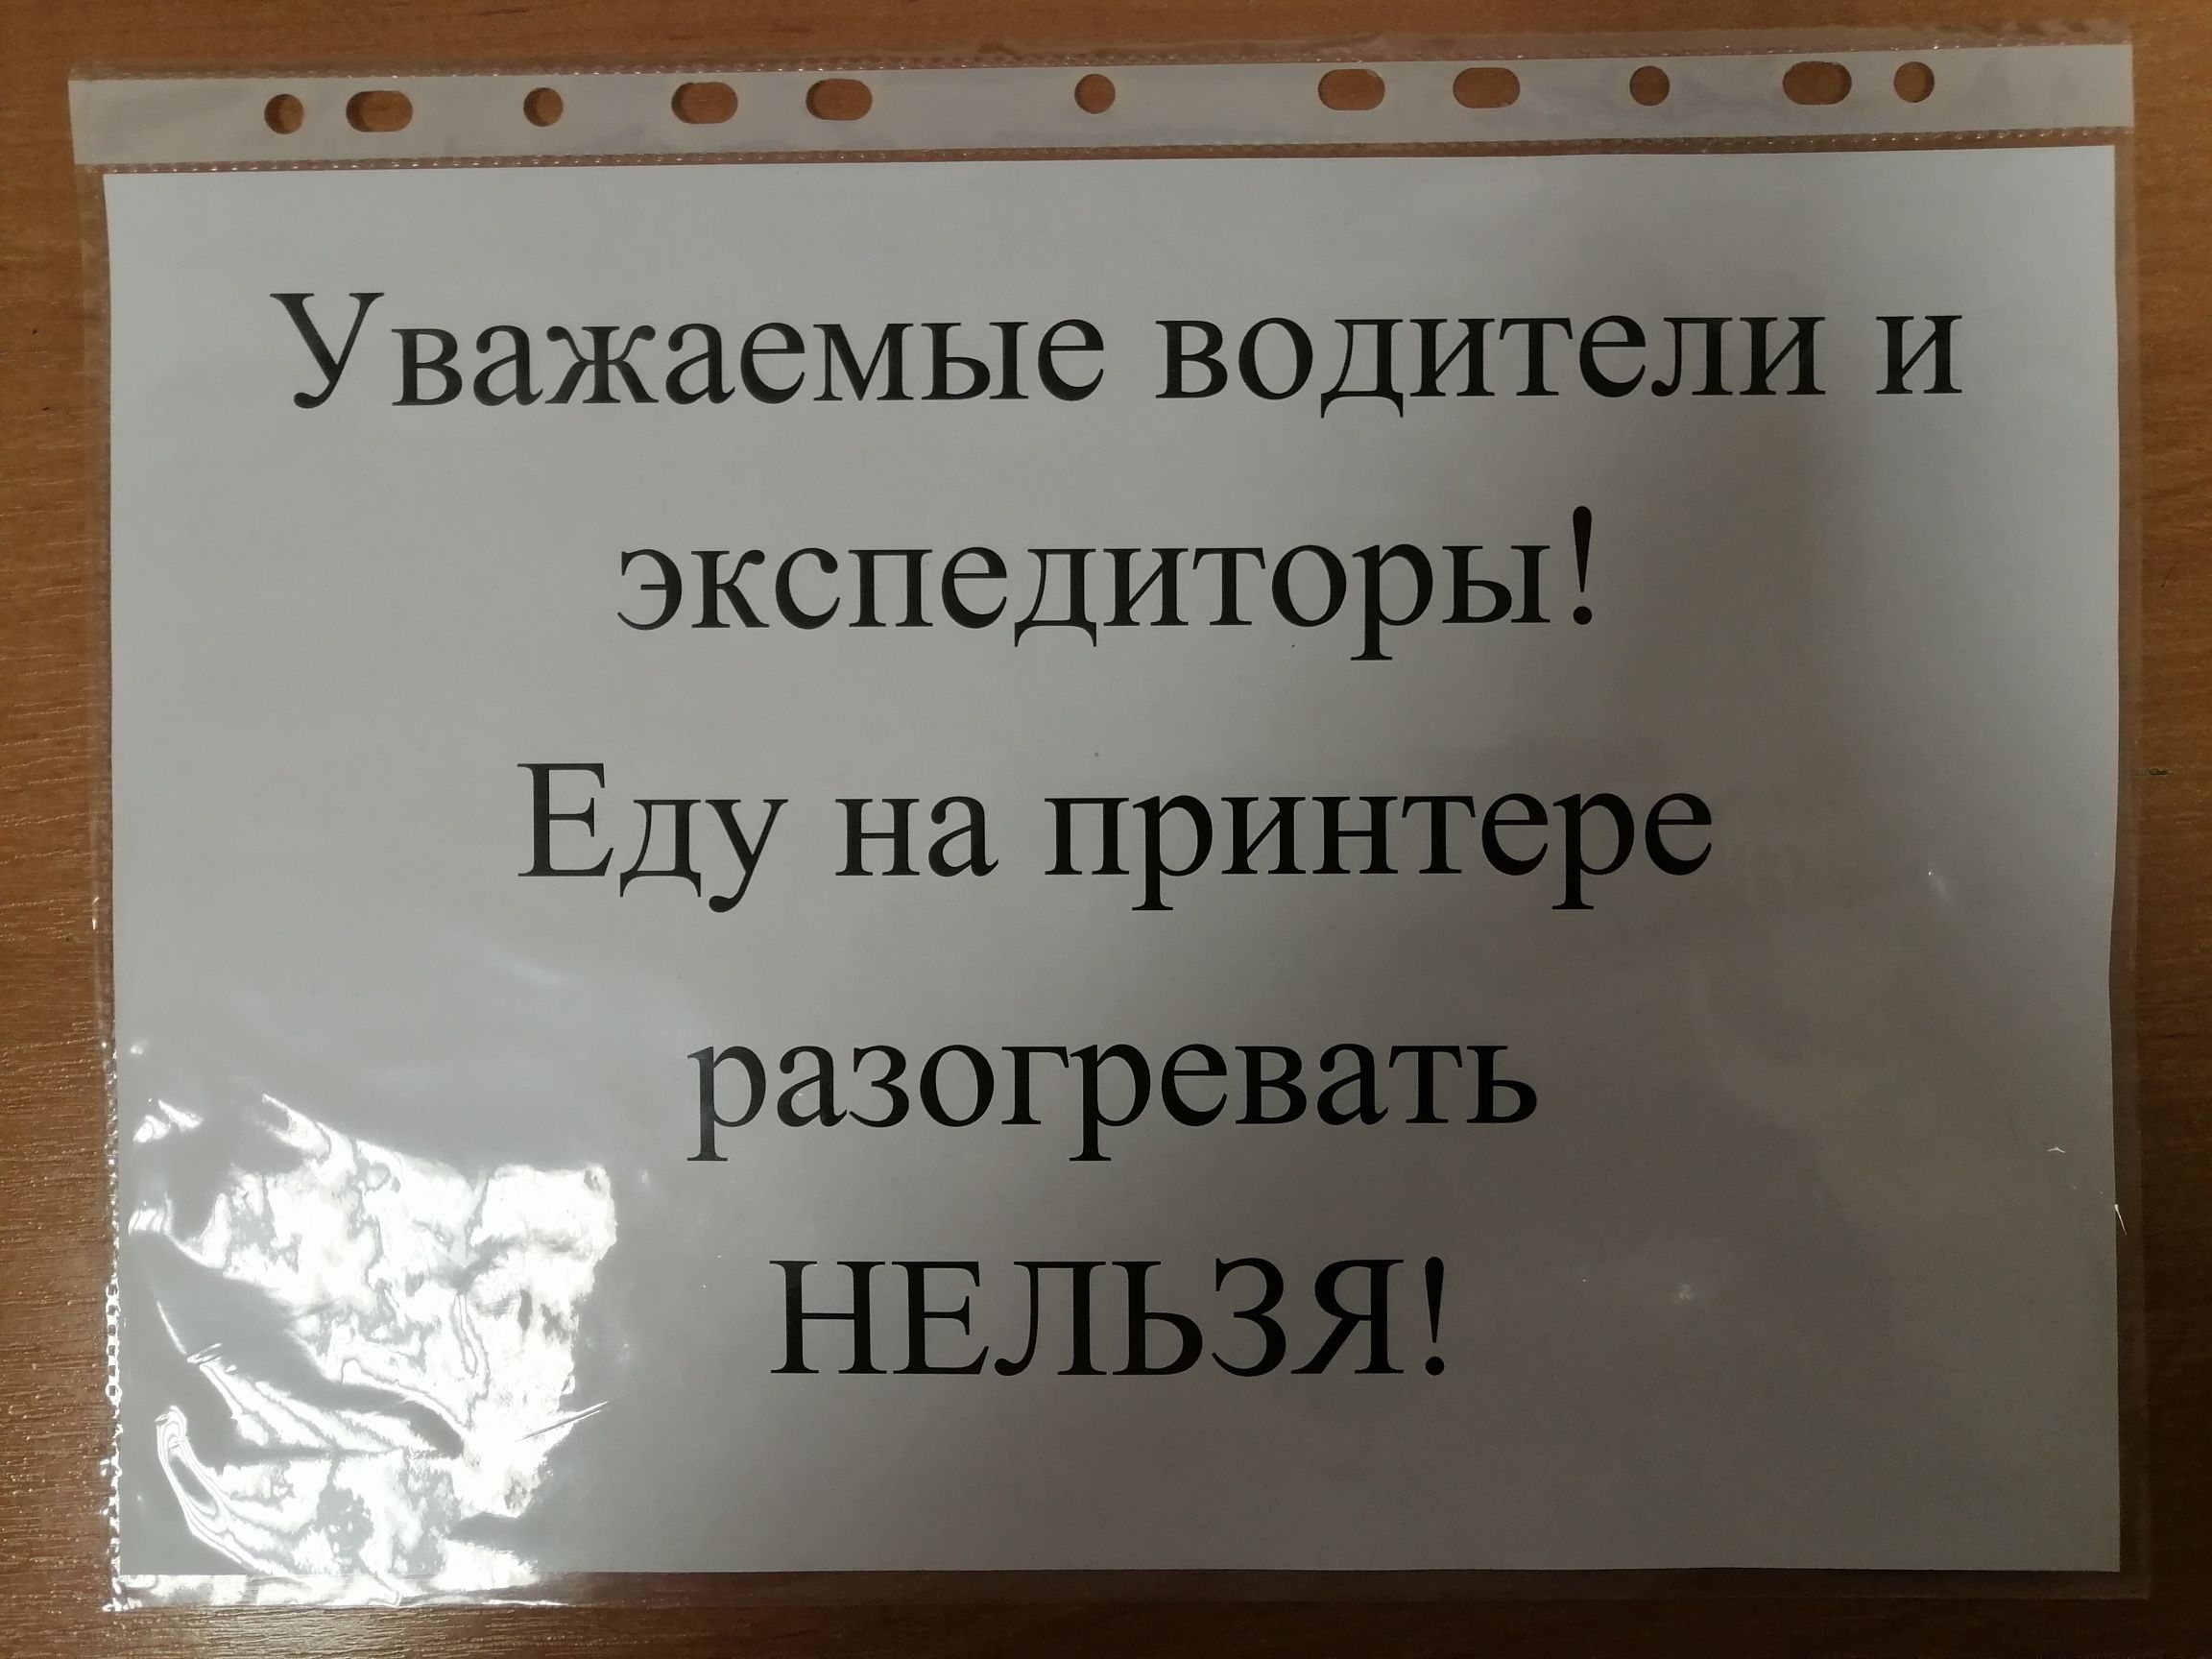 Уважаемые водители и
экспедиторы!
Еду на принтере
разогревать
НЕЛЬЗЯ!